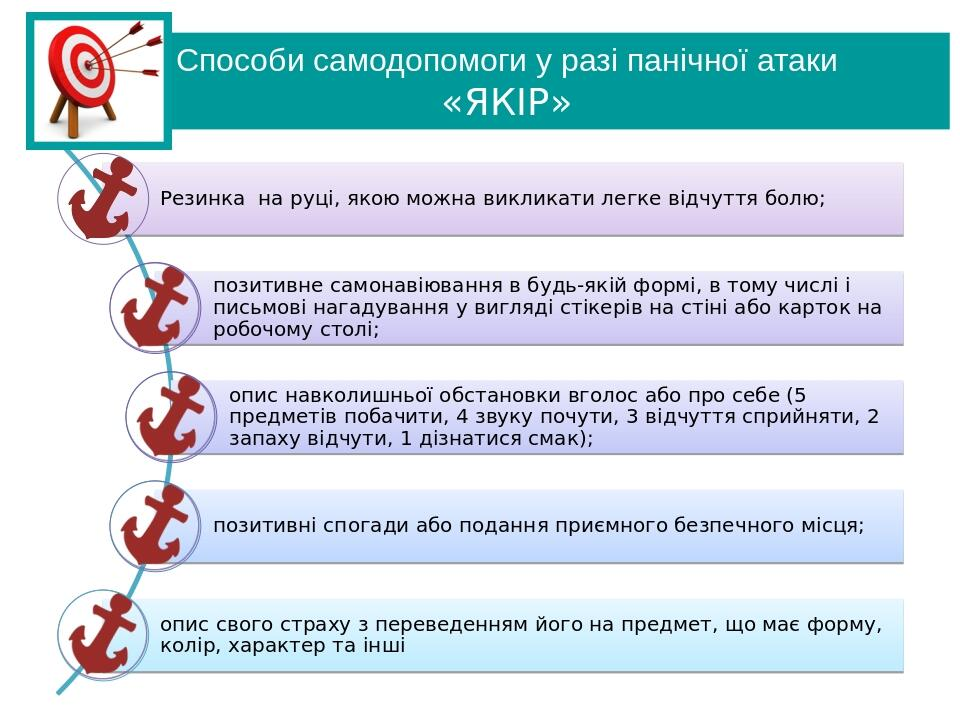 Способи самодопомоги у разі панічної атаки
«ЯКІР»
Резинка  на руці, якою можна викликати легке відчуття болю;
позитивне самонавіювання в будь-якій формі, в тому числі і
письмові нагадування у вигляді стікерів на стіні або карток на
робочому столі;
опис навколишньої обстановки вголос або про себе (5
предметів побачити, 4 звуку почути, 3 відчуття сприйняти, 2
запаху відчути, 1 дізнатися смак);
позитивні спогади або подання приємного безпечного місця;
опис свого страху з переведенням його на предмет, що має форму,
колір, характер та інші